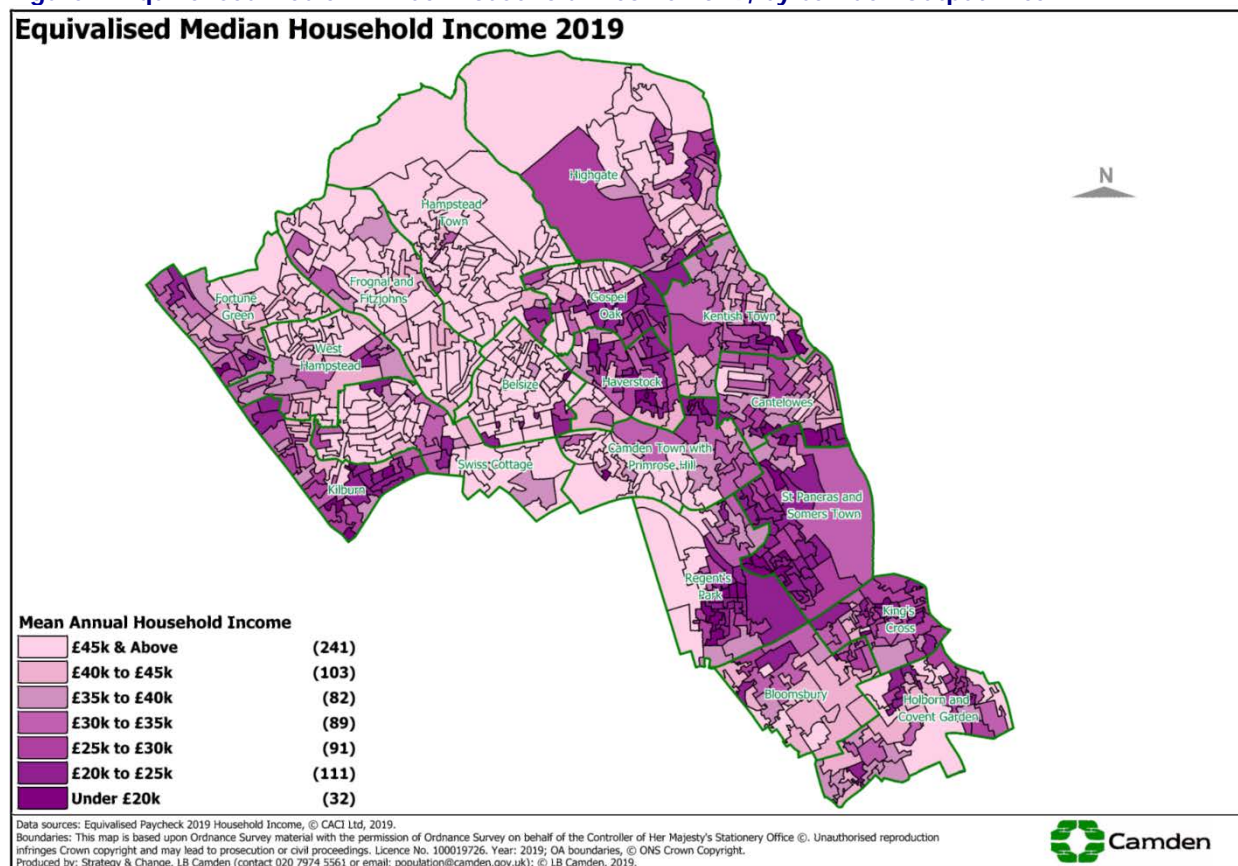 Equivalised Median Household Income 2019
N
Highgate
Hampstead
Town
Fortune
Green
Frognal and
Fitzjohns
Gospel
Oak
Kentish Town
West
Hampstead
Belsize
Haverstock
Cantelowes
Camden Town with
Primrose Hill
Swiss Cottage
Kilburn
St Pancras and
Somers Town
Regent's
Park
King's
Cross
Bloomsbury
Holborn and
Covent Garden
Mean Annual Household Income
£45k & Above (241)
£40k to £45k (103)
£35k to £40k (82)
£30k to £35k (89)
£25k to £30k (91)
£20k to £25k (111)
Under £20k (32)
Data sources: Equivalised Paycheck 2019 Household Income, © CACI Ltd, 2019.
Boundaries: This map is based upon Ordnance Survey material with the permission of Ordnance Survey on behalf of the Controller of Her Majesty's Stationery Office ©. Unauthorised reproduction
infringes Crown copyright and may lead to prosecution or civil proceedings. Licence No. 100019726. Year: 2019; OA boundaries, © ONS Crown Copyright.
Produced by: Strategy & Change, LB Camden (contact 020 7974 5561 or email: population@camden.gov.uk); © LB Camden, 2019.
Camden